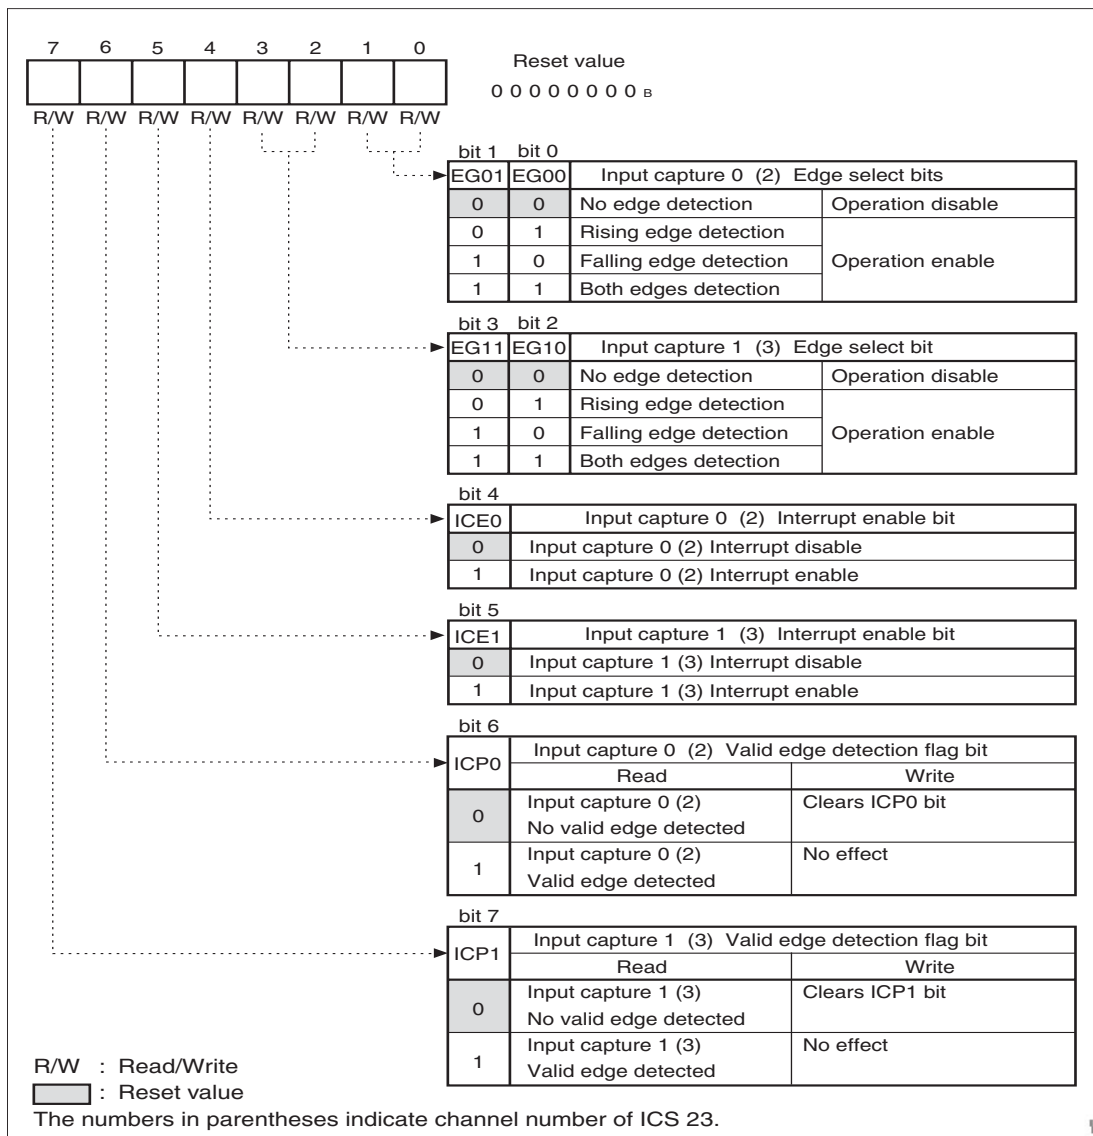 7 6 5 4 3 2 1 0
Reset value
0 0 0 0 0 0 0 0 B
R/W R/W R/W R/W R/W R/W R/W R/W
bit 1 bit 0
EG01 EG00 Input capture 0 (2) Edge select bits
0 0 No edge detection Operation disable
0 1 Rising edge detection
1 0 Falling edge detection Operation enable
1 1 Both edges detection
bit 3 bit 2
EG11 EG10 Input capture 1 (3) Edge select bit
0 0 No edge detection Operation disable
0 1 Rising edge detection
1 0 Falling edge detection Operation enable
1 1 Both edges detection
bit 4
ICE0 Input capture 0 (2) Interrupt enable bit
0 Input capture 0 (2) Interrupt disable
1 Input capture 0 (2) Interrupt enable
bit 5
ICE1 Input capture 1 (3) Interrupt enable bit
0 Input capture 1 (3) Interrupt disable
1 Input capture 1 (3) Interrupt enable
bit 6
ICP0 Input capture 0 (2) Valid edge detection flag bit
Read Write
0 Input capture 0 (2) Clears ICP0 bit
No valid edge detected
1 Input capture 0 (2) No effect
Valid edge detected
bit 7
ICP1 Input capture 1 (3) Valid edge detection flag bit
Read Write
0 Input capture 1 (3) Clears ICP1 bit
No valid edge detected
1 Input capture 1 (3) No effect
Valid edge detected
R/W : Read/Write
: Reset value
The numbers in parentheses indicate channel number of ICS 23.